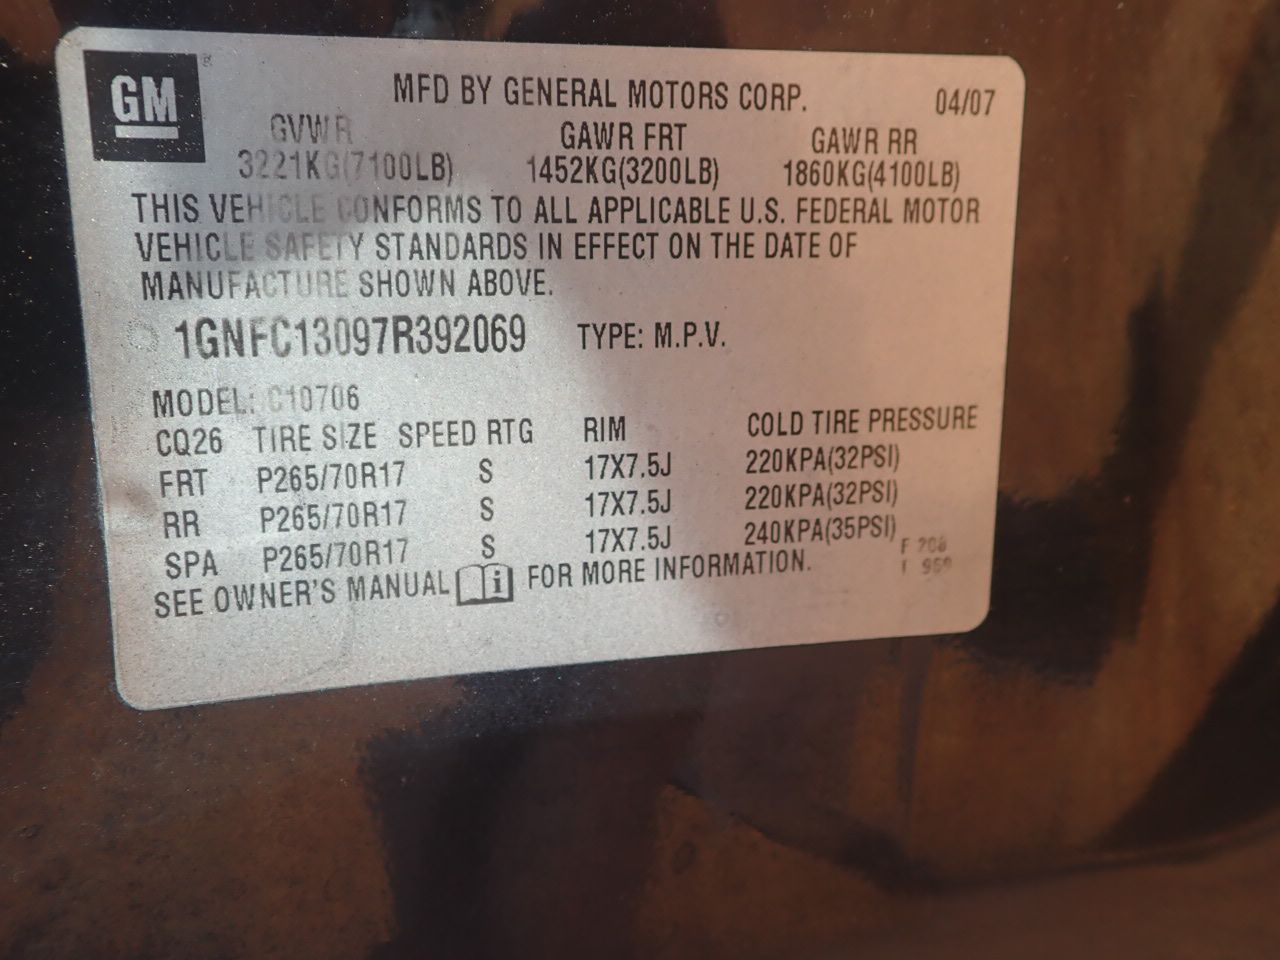 GM ®
MFD BY GENERAL MOTORS CORP. 04/07
GVWR GAWR FRT GAWR RR
3221KG(7100LB) 1452KG(3200LB) 1860KG(4100LB)
THIS VEHICLE CONFORMS TO ALL APPLICABLE U.S. FEDERAL MOTOR
VEHICLE SAFETY STANDARDS IN EFFECT ON THE DATE OF
MANUFACTURE SHOWN ABOVE.
1GNFC13097R392069 TYPE: M.P.V.
MODEL: C10706
CQ26 TIRE SIZE SPEED RTG RIM COLD TIRE PRESSURE
FRT P265/70R17 S 17X7.5J 220KPA(32PSI)
RR P265/70R17 S 17X7.5J 220KPA(32PSI)
SPA P265/70R17 S 17X7.5J 240KPA(35PSI)
SEE OWNER'S MANUAL i FOR MORE INFORMATION.